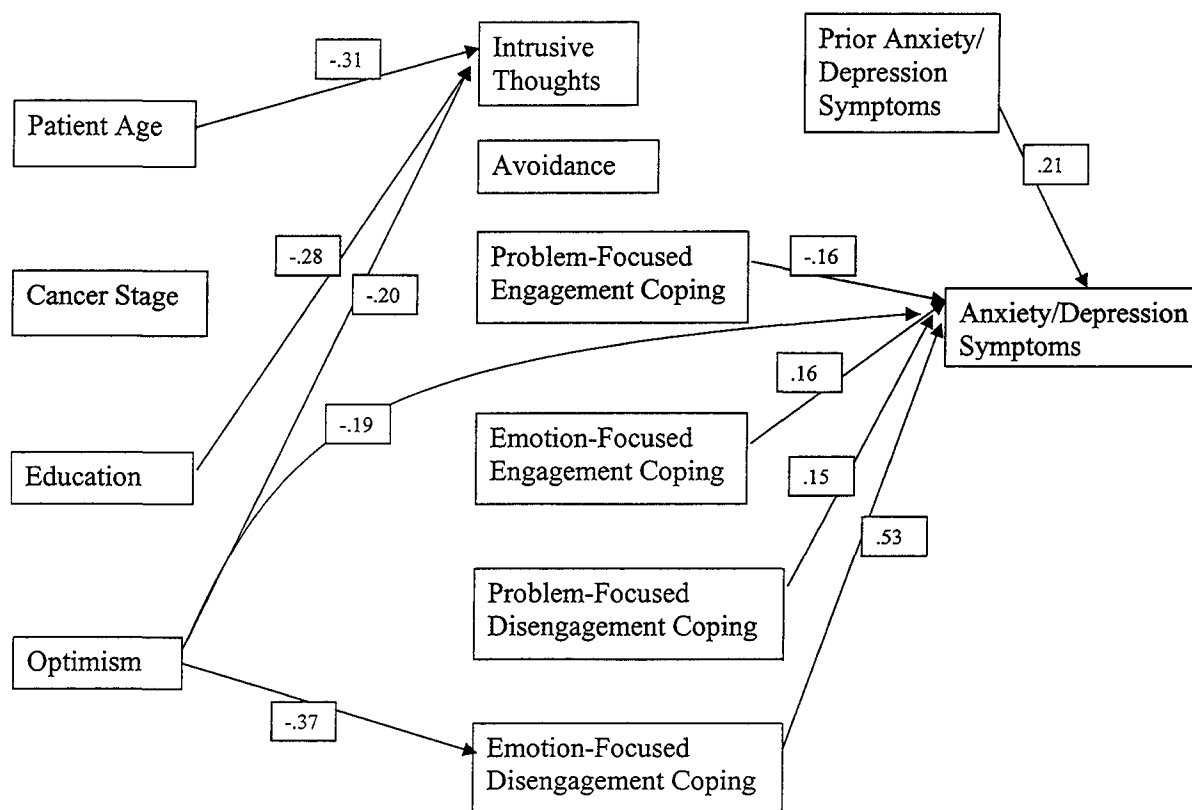 Intrusive
Thoughts
Prior Anxiety/
Depression
Symptoms
-.31
Patient Age
Avoidance
.21
Problem-Focused
Engagement Coping
-.28
-.16
Cancer Stage
-.20
Anxiety/Depression
Symptoms
.16
-.19
Emotion-Focused
Engagement Coping
Education
.15
.53
Problem-Focused
Disengagement Coping
Optimism
-.37
Emotion-Focused
Disengagement Coping